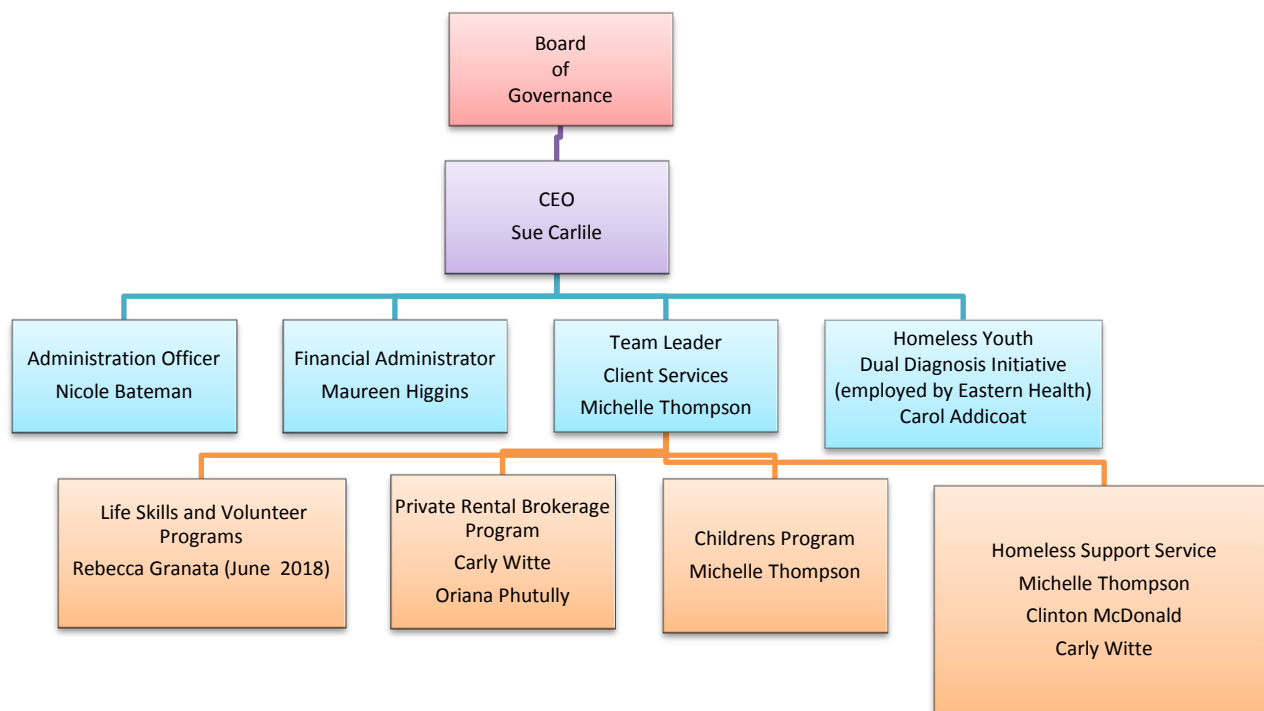 Board
of
Governance
CEO
Sue Carlile
Administration Officer
Nicole Bateman
Financial Administrator
Maureen Higgins
Team Leader
Client Services
Michelle Thompson
Homeless Youth
Dual Diagnosis Initiative
(employed by Eastern Health)
Carol Addicoat
Life Skills and Volunteer
Programs
Rebecca Granata (June  2018)
Private Rental Brokerage
Program
Carly Witte
Oriana Phutully
Childrens Program
Michelle Thompson
Homeless Support Service
Michelle Thompson
Clinton McDonald
Carly Witte